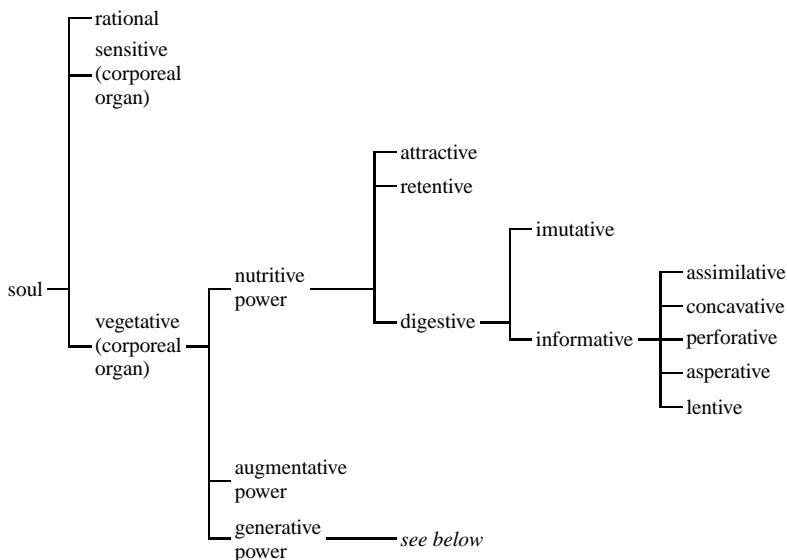 rational
sensitive
(corporeal
organ)
attractive
retentive
imutative
assimilative
nutritive
power
soul
concavative
vegetative
(corporeal
organ)
digestive
informative
perforative
asperative
lentive
augmentative
power
generative
power
see below